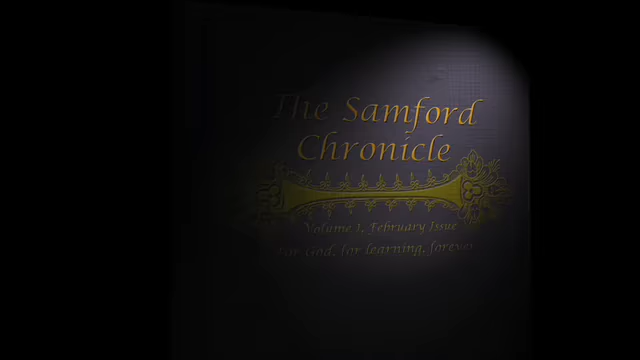 The Samford
Chronicle
Volume 1, February Issue
For God, for learning, forever